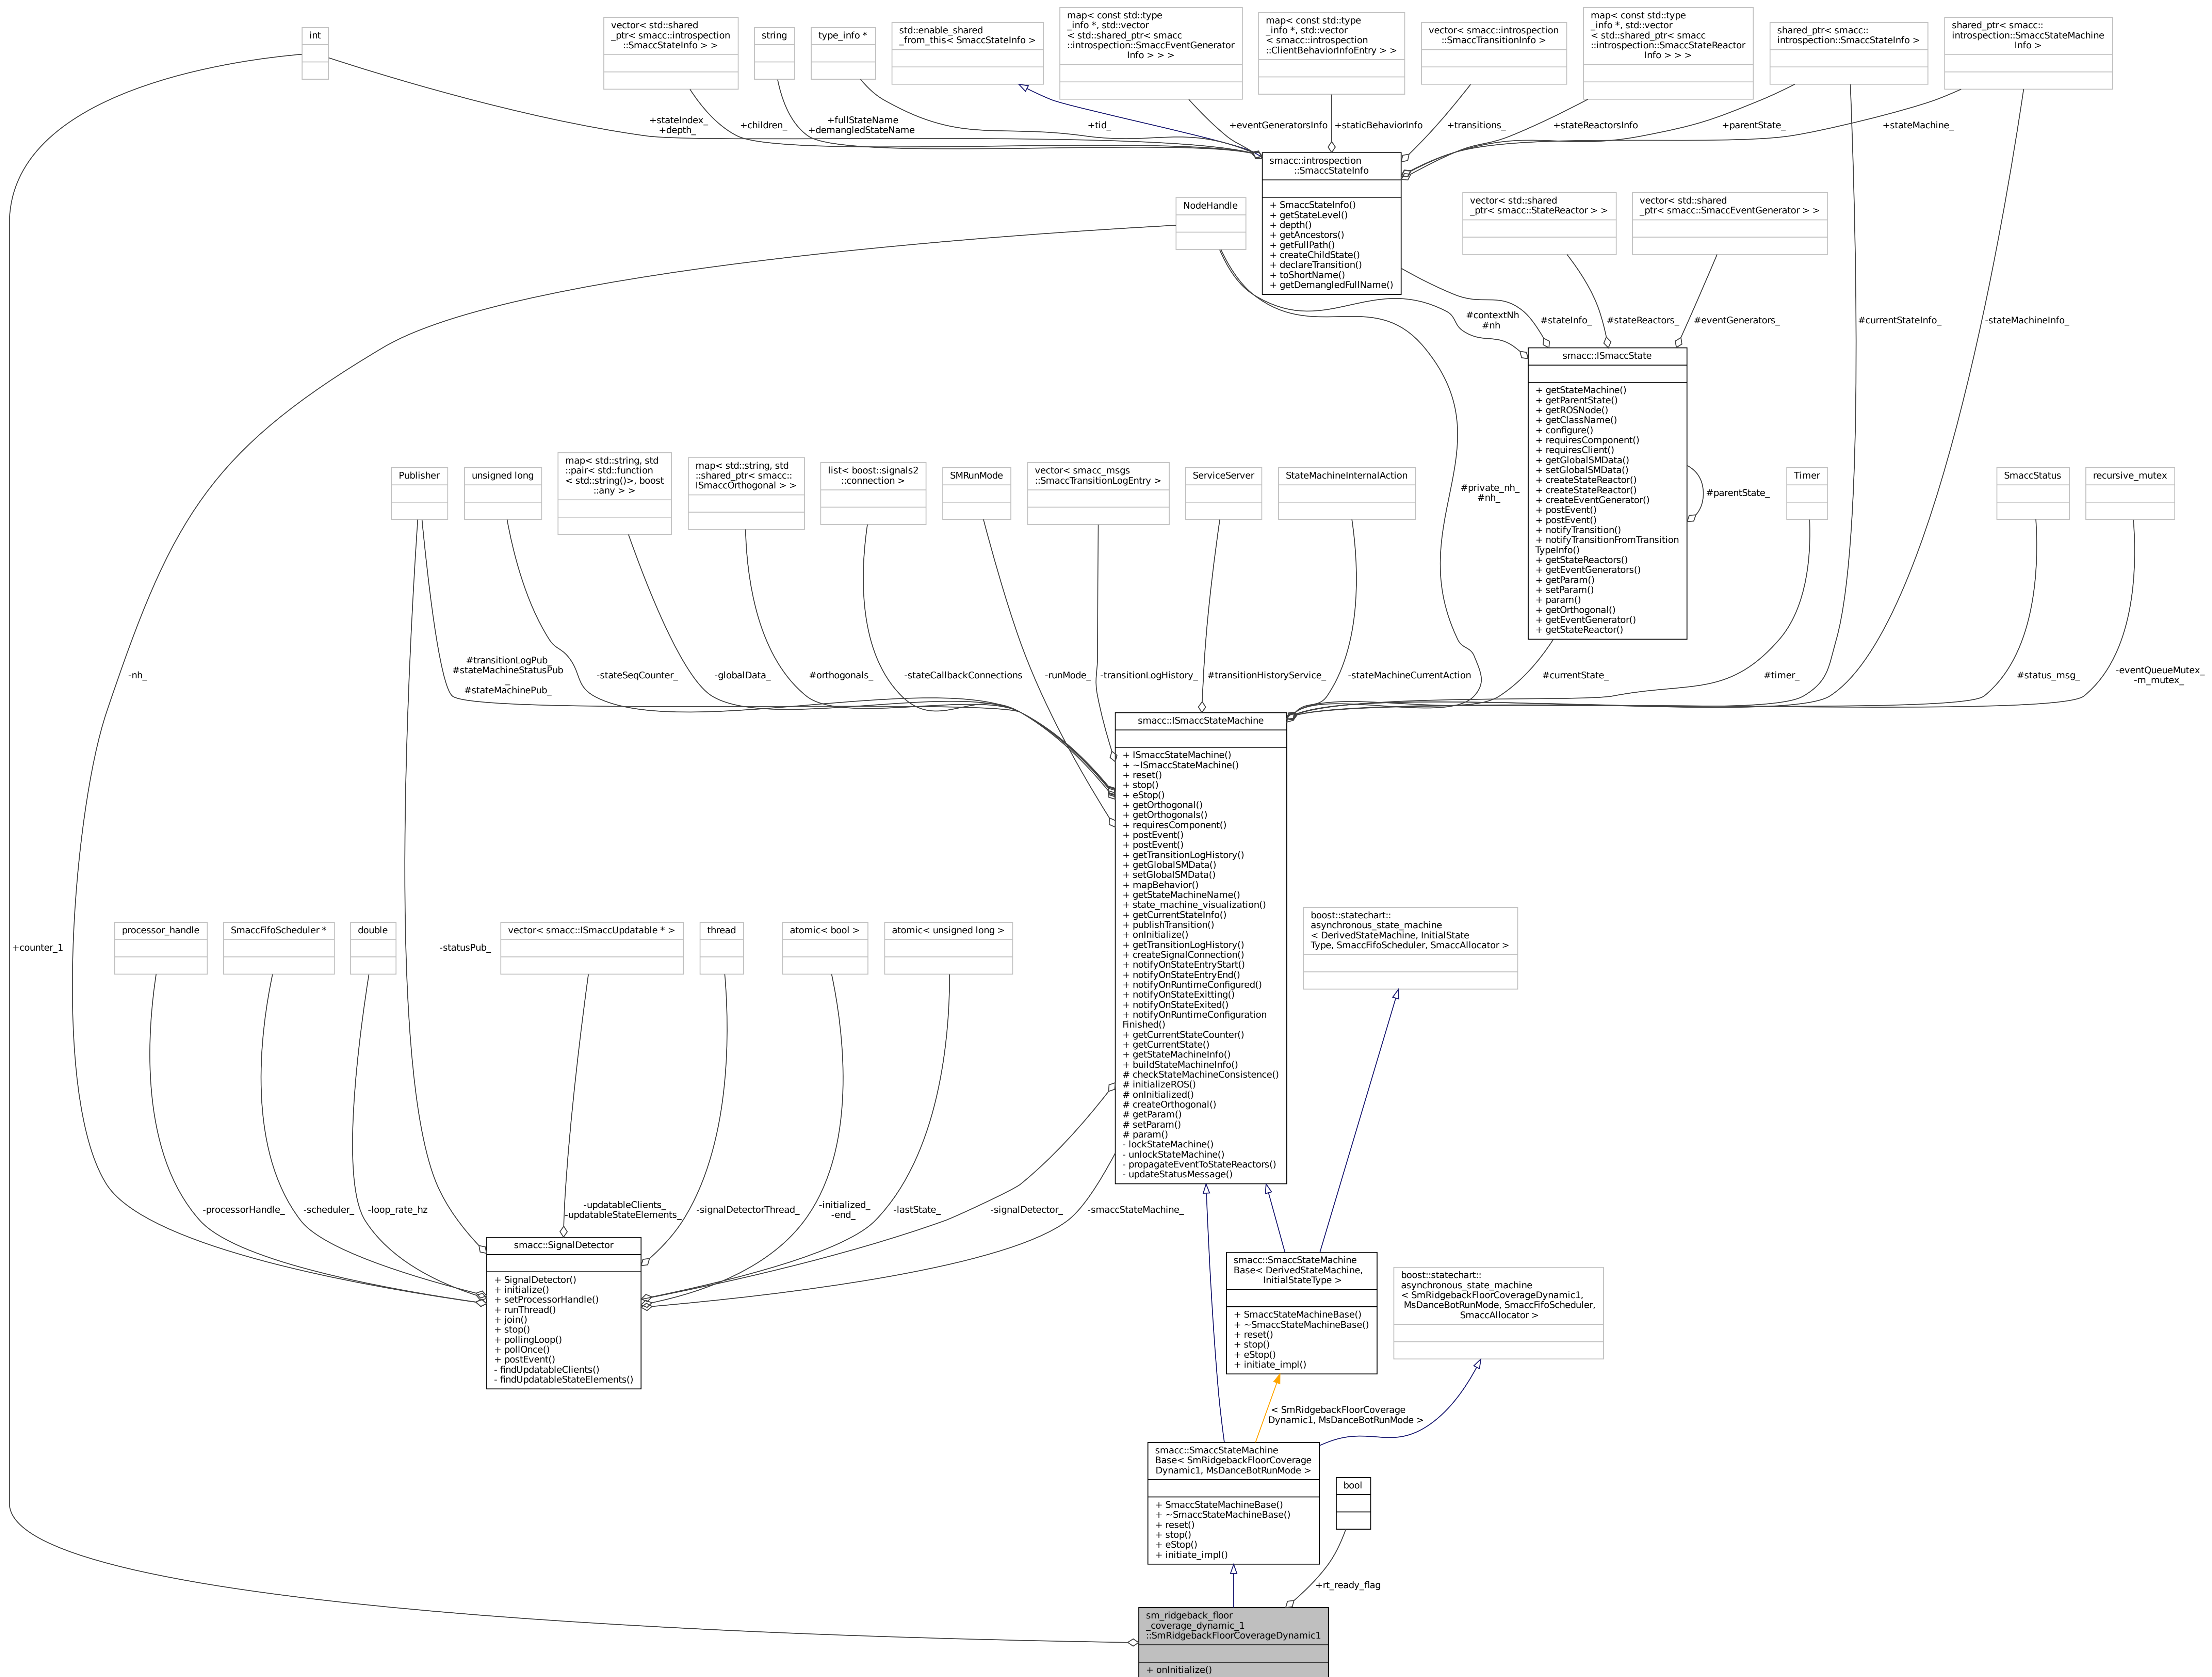 int
vector< std::shared
_ptr< smacc::introspection
::SmaccStateInfo > >
string
type_info *
std::enable_shared
_from_this< SmaccStateInfo >
map< const std::type
_info *, std::vector
< std::shared_ptr< smacc
::introspection::SmaccEventGenerator
Info > > >
map< const std::type
_info *, std::vector
< smacc::introspection
::ClientBehaviorInfoEntry > >
vector< smacc::introspection
::SmaccTransitionInfo >
map< const std::type
_info *, std::vector
< std::shared_ptr< smacc
::introspection::SmaccStateReactor
Info > > >
shared_ptr< smacc::
introspection::SmaccStateInfo >
shared_ptr< smacc::
introspection::SmaccStateMachine
Info >
+stateIndex_
+depth_
+children_
+fullStateName
+demangledStateName
+tid_
+eventGeneratorsInfo
+staticBehaviorInfo
+transitions_
+stateReactorsInfo
+parentState_
+stateMachine_
smacc::introspection
::SmaccStateInfo
+ SmaccStateInfo()
+ getStateLevel()
+ depth()
+ getAncestors()
+ getFullPath()
+ createChildState()
+ declareTransition()
+ toShortName()
+ getDemangledFullName()
NodeHandle
vector< std::shared
_ptr< smacc::StateReactor > >
vector< std::shared
_ptr< smacc::SmaccEventGenerator > >
#contextNh
#nh
#stateInfo_
#stateReactors_
#eventGenerators_
#currentStateInfo_
-stateMachineInfo_
smacc::ISmaccState
+ getStateMachine()
+ getParentState()
+ getROSNode()
+ getClassName()
+ configure()
+ requiresComponent()
+ requiresClient()
+ getGlobalSMData()
+ setGlobalSMData()
+ createStateReactor()
+ createStateReactor()
+ createEventGenerator()
+ postEvent()
+ postEvent()
+ notifyTransition()
+ notifyTransitionFromTransition
TypeInfo()
+ getStateReactors()
+ getEventGenerators()
+ getParam()
+ setParam()
+ param()
+ getOrthogonal()
+ getEventGenerator()
+ getStateReactor()
#parentState_
Publisher
unsigned long
map< std::string, std
::pair< std::function
< std::string()>, boost
::any > >
map< std::string, std
::shared_ptr< smacc::
ISmaccOrthogonal > >
list< boost::signals2
::connection >
SMRunMode
vector< smacc_msgs
::SmaccTransitionLogEntry >
ServiceServer
StateMachineInternalAction
#private_nh_
#nh_
Timer
SmaccStatus
recursive_mutex
-nh_
#transitionLogPub_
#stateMachineStatusPub
_
#stateMachinePub_
-stateSeqCounter_
-globalData_
#orthogonals_
-stateCallbackConnections
-runMode_
-transitionLogHistory_
#transitionHistoryService_
-stateMachineCurrentAction
#currentState_
#timer_
#status_msg_
-eventQueueMutex_
-m_mutex_
smacc::ISmaccStateMachine
+ ISmaccStateMachine()
+ ~ISmaccStateMachine()
+ reset()
+ stop()
+ eStop()
+ getOrthogonal()
+ getOrthogonals()
+ requiresComponent()
+ postEvent()
+ postEvent()
+ getTransitionLogHistory()
+ getGlobalSMData()
+ setGlobalSMData()
+ mapBehavior()
+ getStateMachineName()
+ state_machine_visualization()
+ getCurrentStateInfo()
+ publishTransition()
+ onInitialize()
+ getTransitionLogHistory()
+ createSignalConnection()
+ notifyOnStateEntryStart()
+ notifyOnStateEntryEnd()
+ notifyOnRuntimeConfigured()
+ notifyOnStateExitting()
+ notifyOnStateExited()
+ notifyOnRuntimeConfiguration
Finished()
+ getCurrentStateCounter()
+ getCurrentState()
+ getStateMachineInfo()
+ buildStateMachineInfo()
# checkStateMachineConsistence()
# initializeROS()
# onInitialized()
# createOrthogonal()
# getParam()
# setParam()
# param()
- lockStateMachine()
- unlockStateMachine()
- propagateEventToStateReactors()
- updateStatusMessage()
+counter_1
processor_handle
SmaccFifoScheduler *
double
-statusPub_
vector< smacc::ISmaccUpdatable * >
thread
atomic< bool >
atomic< unsigned long >
boost::statechart::
asynchronous_state_machine
< DerivedStateMachine, InitialState
Type, SmaccFifoScheduler, SmaccAllocator >
-processorHandle_
-scheduler_
-loop_rate_hz
-updatableClients_
-updatableStateElements_
-signalDetectorThread_
-initialized_
-end_
-lastState_
-signalDetector_
-smaccStateMachine_
smacc::SignalDetector
+ SignalDetector()
+ initialize()
+ setProcessorHandle()
+ runThread()
+ join()
+ stop()
+ pollingLoop()
+ pollOnce()
+ postEvent()
- findUpdatableClients()
- findUpdatableStateElements()
smacc::SmaccStateMachine
Base< DerivedStateMachine,
InitialStateType >
+ SmaccStateMachineBase()
+ ~SmaccStateMachineBase()
+ reset()
+ stop()
+ eStop()
+ initiate_impl()
boost::statechart::
asynchronous_state_machine
< SmRidgebackFloorCoverageDynamic1,
MsDanceBotRunMode, SmaccFifoScheduler,
SmaccAllocator >
< SmRidgebackFloorCoverage
Dynamic1, MsDanceBotRunMode >
smacc::SmaccStateMachine
Base< SmRidgebackFloorCoverage
Dynamic1, MsDanceBotRunMode >
+ SmaccStateMachineBase()
+ ~SmaccStateMachineBase()
+ reset()
+ stop()
+ eStop()
+ initiate_impl()
bool
+rt_ready_flag
sm_ridgeback_floor
_coverage_dynamic_1
::SmRidgebackFloorCoverageDynamic1
+ onInitialize()